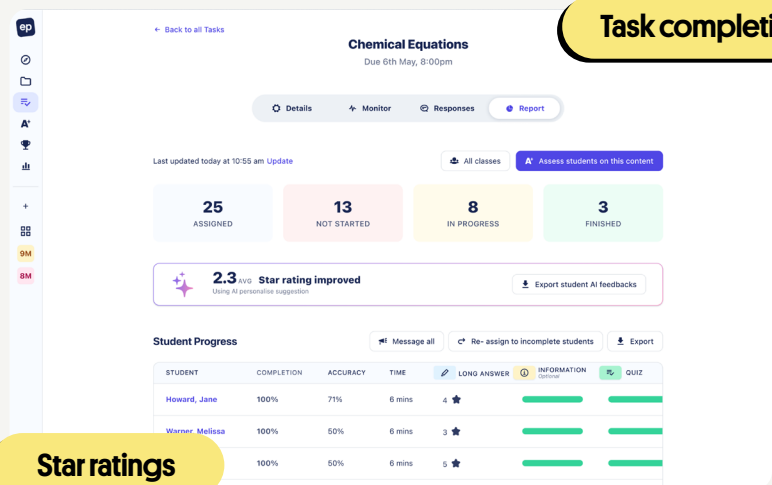 ep
← Back to all Tasks
Task completi
Chemical Equations
Due 6th May, 8:00pm
Details
Monitor
Responses
Report
Last updated today at 10:55 am Update
All classes
A+ Assess students on this content
25
ASSIGNED
13
NOT STARTED
8
IN PROGRESS
3
FINISHED
2.3 AVG Star rating improved
Using AI personalise suggestion
Export student AI feedbacks
Student Progress
Message all
Re- assign to incomplete students
Export
STUDENT COMPLETION ACCURACY TIME LONG ANSWER INFORMATION Optional QUIZ
Howard, Jane 100% 71% 6 mins 4
Warner, Melissa 100% 50% 6 mins 3
100% 50% 6 mins 5
Star ratings
A+
9M
8M